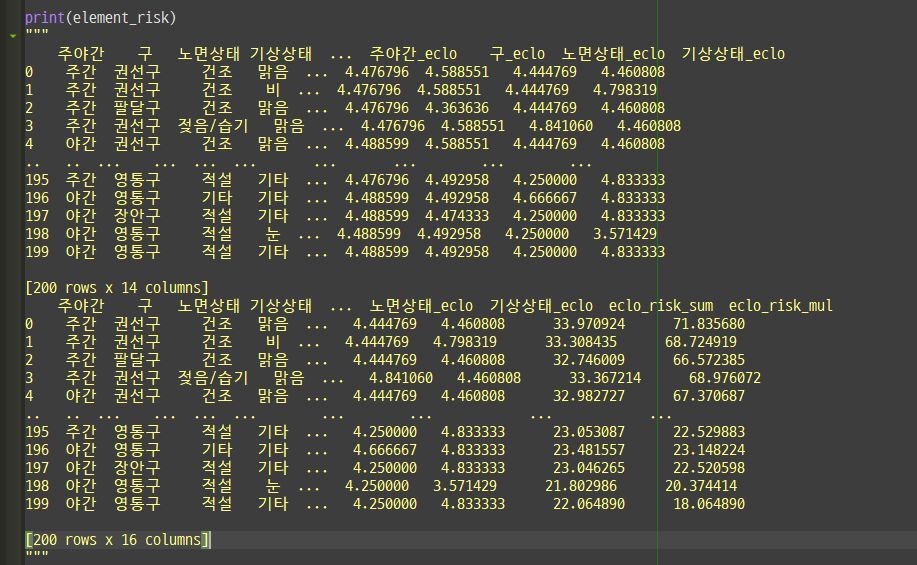 print(element_risk)
"""
    주야간    구   노면상태 기상상태  ...  주야간_eclo    구_eclo  노면상태_eclo  기상상태_eclo
0    주간  권선구     건조   맑음  ...  4.476796  4.588551   4.444769   4.460808
1    주간  권선구     건조    비  ...  4.476796  4.588551   4.444769   4.798319
2    주간  팔달구     건조   맑음  ...  4.476796  4.363636   4.444769   4.460808
3    주간  권선구  젖음/습기   맑음  ...  4.476796  4.588551   4.841060   4.460808
4    야간  권선구     건조   맑음  ...  4.488599  4.588551   4.444769   4.460808
..   ..  ...    ...  ...  ...       ...       ...        ...        ...
195  주간  영통구     적설   기타  ...  4.476796  4.492958   4.250000   4.833333
196  야간  영통구     기타   기타  ...  4.488599  4.492958   4.666667   4.833333
197  야간  장안구     적설   기타  ...  4.488599  4.474333   4.250000   4.833333
198  야간  영통구     적설    눈  ...  4.488599  4.492958   4.250000   3.571429
199  야간  영통구     적설   기타  ...  4.488599  4.492958   4.250000   4.833333
[200 rows x 14 columns]
    주야간    구   노면상태 기상상태  ...  노면상태_eclo  기상상태_eclo  eclo_risk_sum  eclo_risk_mul
0    주간  권선구     건조   맑음  ...   4.444769   4.460808      33.970924      71.835680
1    주간  권선구     건조    비  ...   4.444769   4.798319      33.308435      68.724919
2    주간  팔달구     건조   맑음  ...   4.444769   4.460808      32.746009      66.572385
3    주간  권선구  젖음/습기   맑음  ...   4.841060   4.460808      33.367214      68.976072
4    야간  권선구     건조   맑음  ...   4.444769   4.460808      32.982727      67.370687
..   ..  ...    ...  ...  ...        ...        ...            ...            ...
195  주간  영통구     적설   기타  ...   4.250000   4.833333      23.053087      22.529883
196  야간  영통구     기타   기타  ...   4.666667   4.833333      23.481557      23.148224
197  야간  장안구     적설   기타  ...   4.250000   4.833333      23.046265      22.520598
198  야간  영통구     적설    눈  ...   4.250000   3.571429      21.802986      20.374414
199  야간  영통구     적설   기타  ...   4.250000   4.833333      22.064890      18.064890
[200 rows x 16 columns]
"""